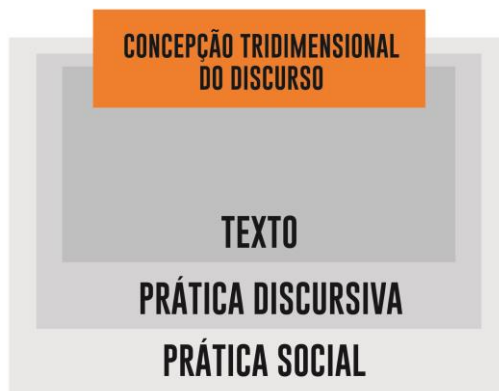 CONCEPÇÃO TRIDIMENSIONAL
DO DISCURSO
TEXTO
PRÁTICA DISCURSIVA
PRÁTICA SOCIAL